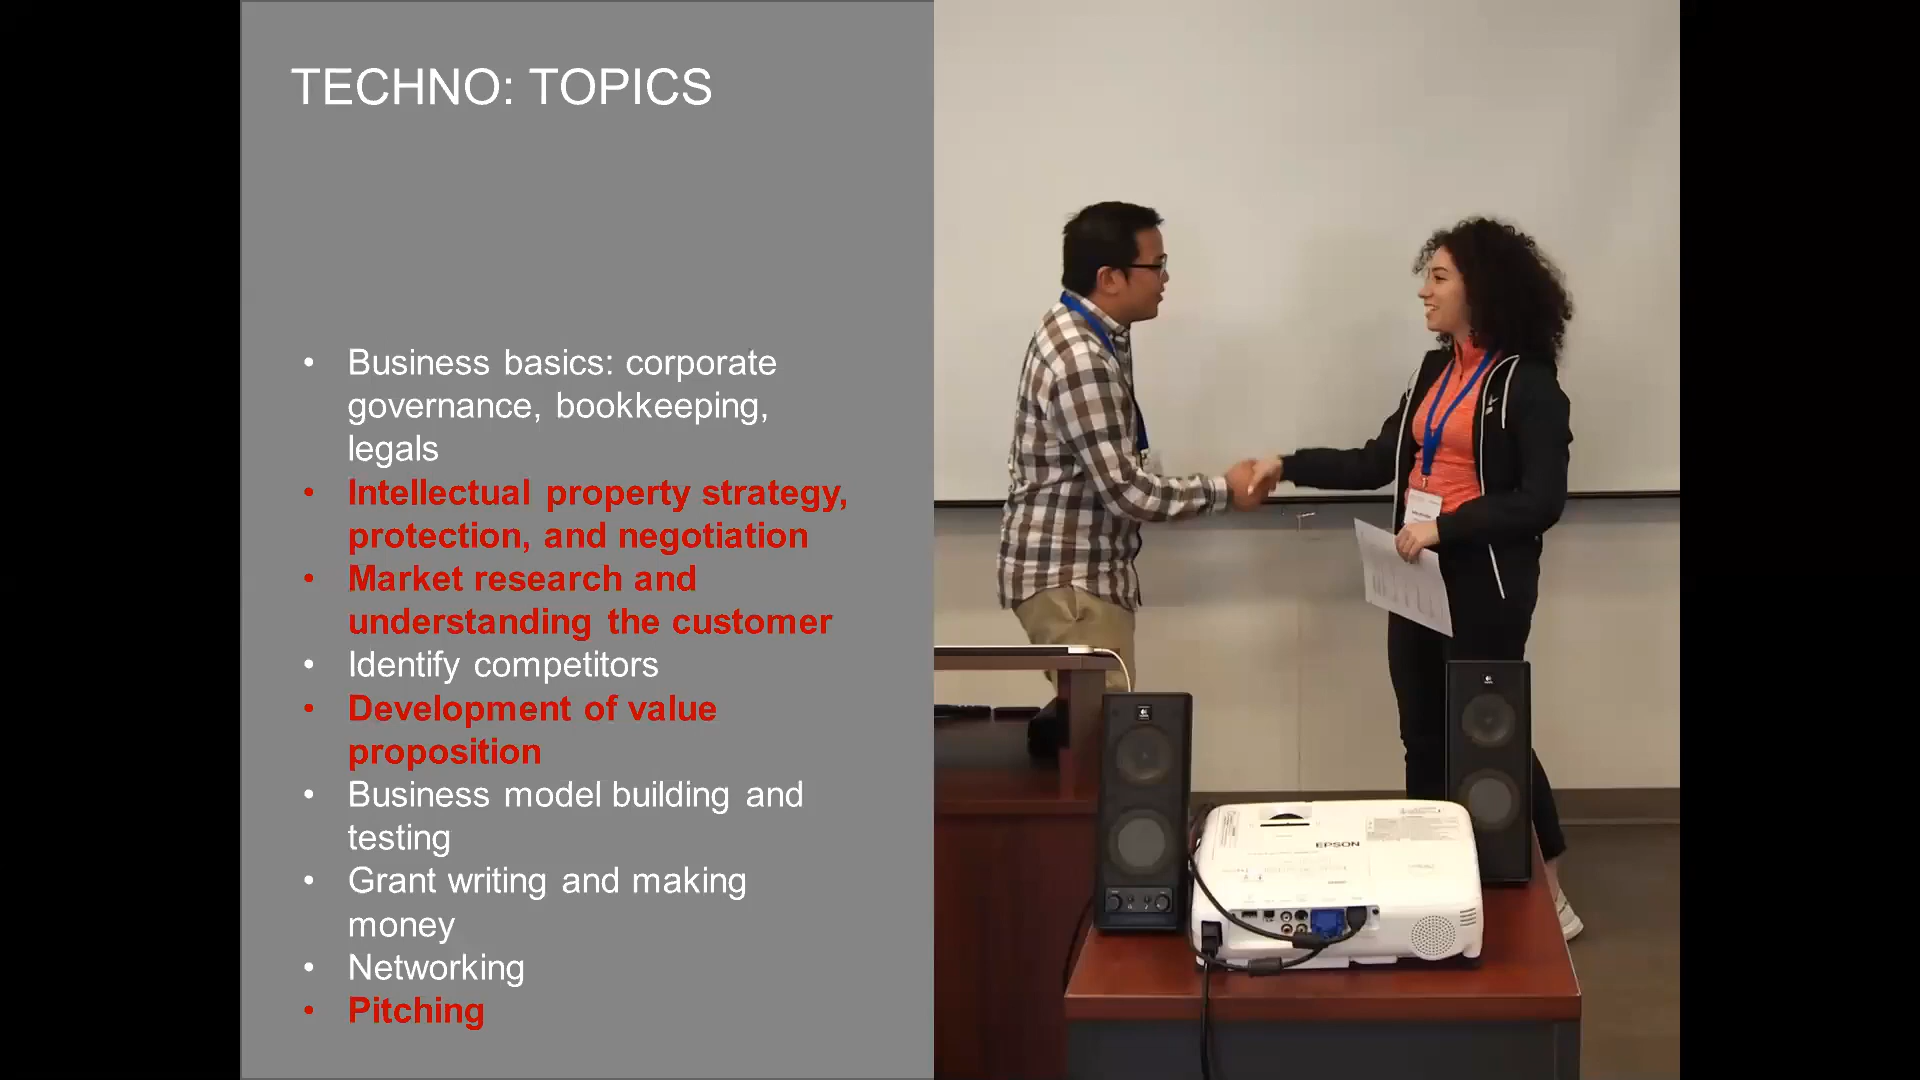 TECHNO: TOPICS
• Business basics: corporate
governance, bookkeeping,
legals
• Intellectual property strategy,
protection, and negotiation
• Market research and
understanding the customer
• Identify competitors
• Development of value
proposition
• Business model building and
testing
• Grant writing and making
money
• Networking
• Pitching
EPSON